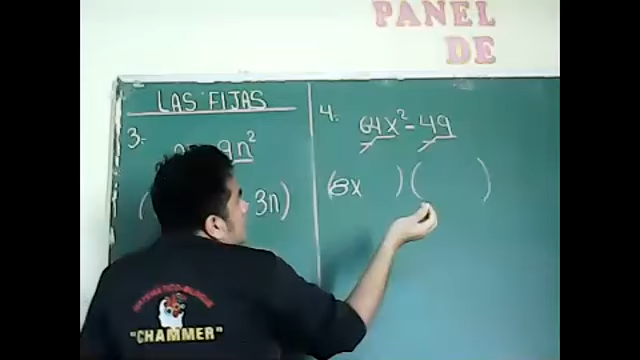 PANEL
DE
LAS FIJAS
3.
9n²
3n)
4.
64x² - 49
(8x    ) (    )
"CHAMMER"